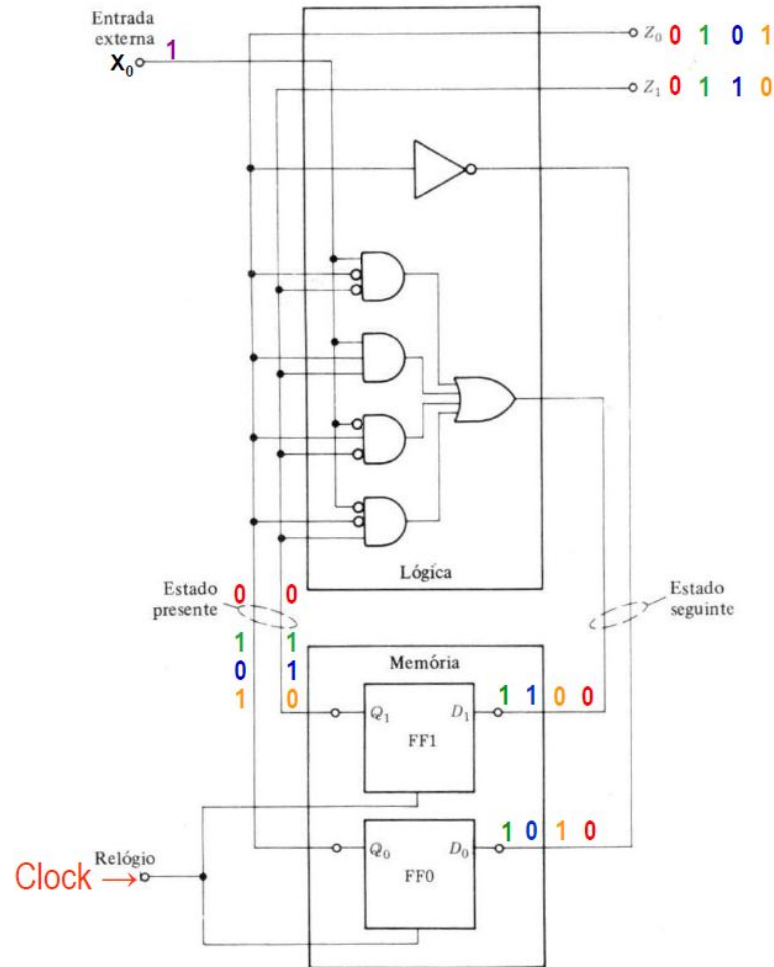 Entrada
externa
X₀ 1
Z₀ 0 1 0 1
Z₁ 0 1 1 0
Lógica
Estado
presente
0 0
1 1
0 1
1 0
Estado
seguinte
Memória
Q₁ D₁ 1 1 0 0
FF1
Q₀ D₀ 1 0 1 0
FF0
Relógio
Clock →